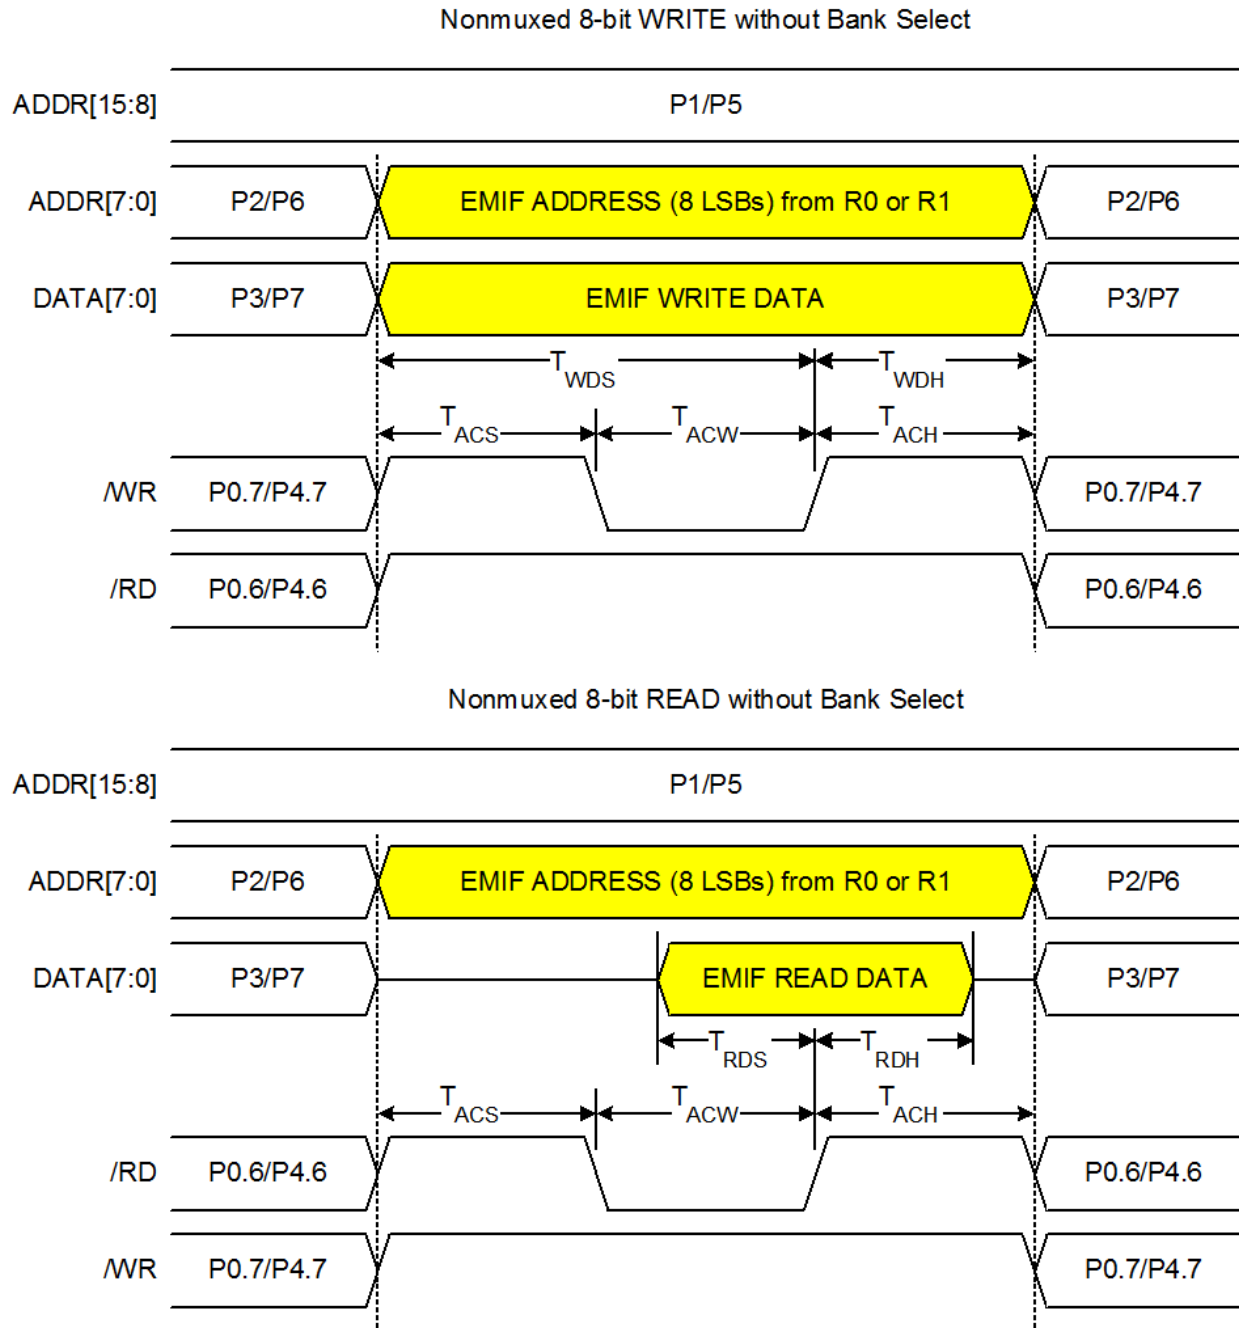 Nonmuxed 8-bit WRITE without Bank Select
ADDR[15:8] P1/P5
ADDR[7:0] P2/P6 EMIF ADDRESS (8 LSBs) from R0 or R1 P2/P6
DATA[7:0] P3/P7 EMIF WRITE DATA P3/P7
TWDS TWDH
TACS TACW TACH
/WR P0.7/P4.7 P0.7/P4.7
/RD P0.6/P4.6 P0.6/P4.6
Nonmuxed 8-bit READ without Bank Select
ADDR[15:8] P1/P5
ADDR[7:0] P2/P6 EMIF ADDRESS (8 LSBs) from R0 or R1 P2/P6
DATA[7:0] P3/P7 EMIF READ DATA P3/P7
TRDS TRDH
TACS TACW TACH
/RD P0.6/P4.6 P0.6/P4.6
/WR P0.7/P4.7 P0.7/P4.7